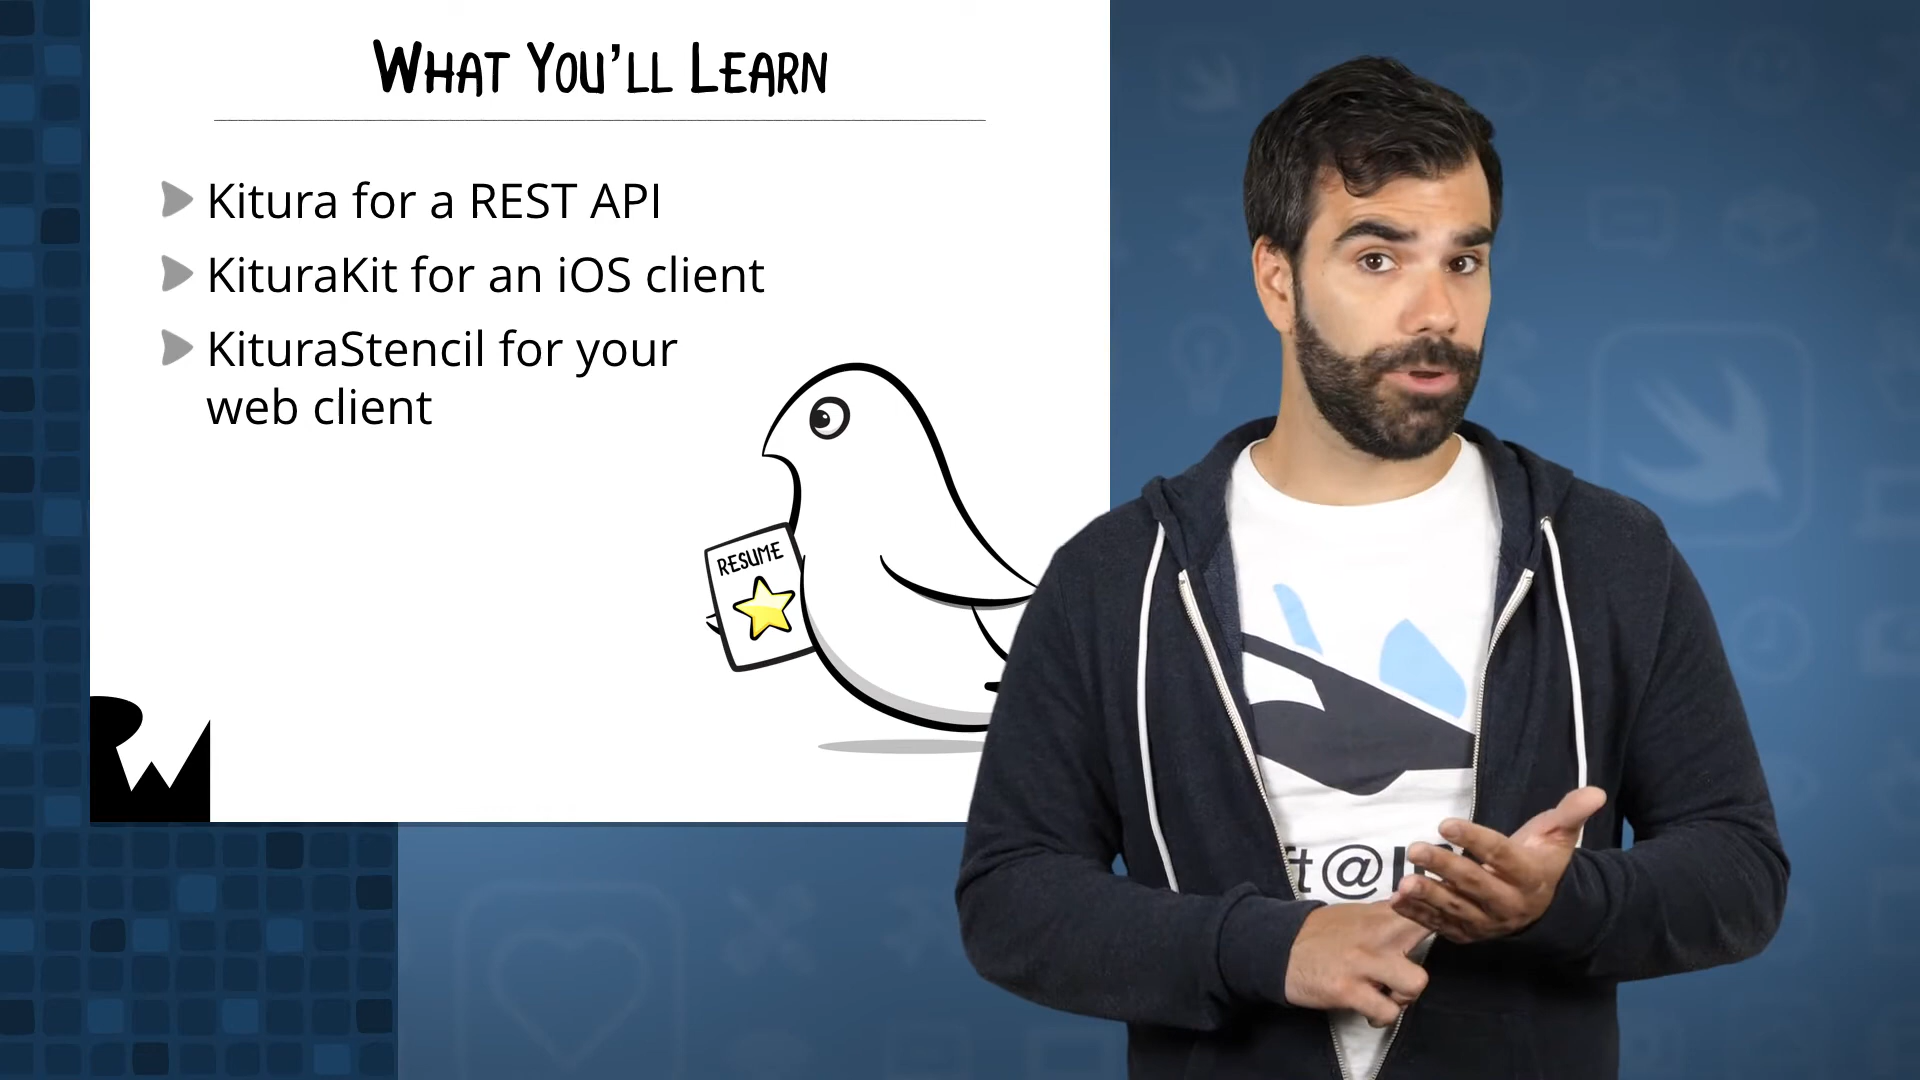 What You'll Learn
Kitura for a REST API
KituraKit for an iOS client
KituraStencil for your
web client
RESUME
RW